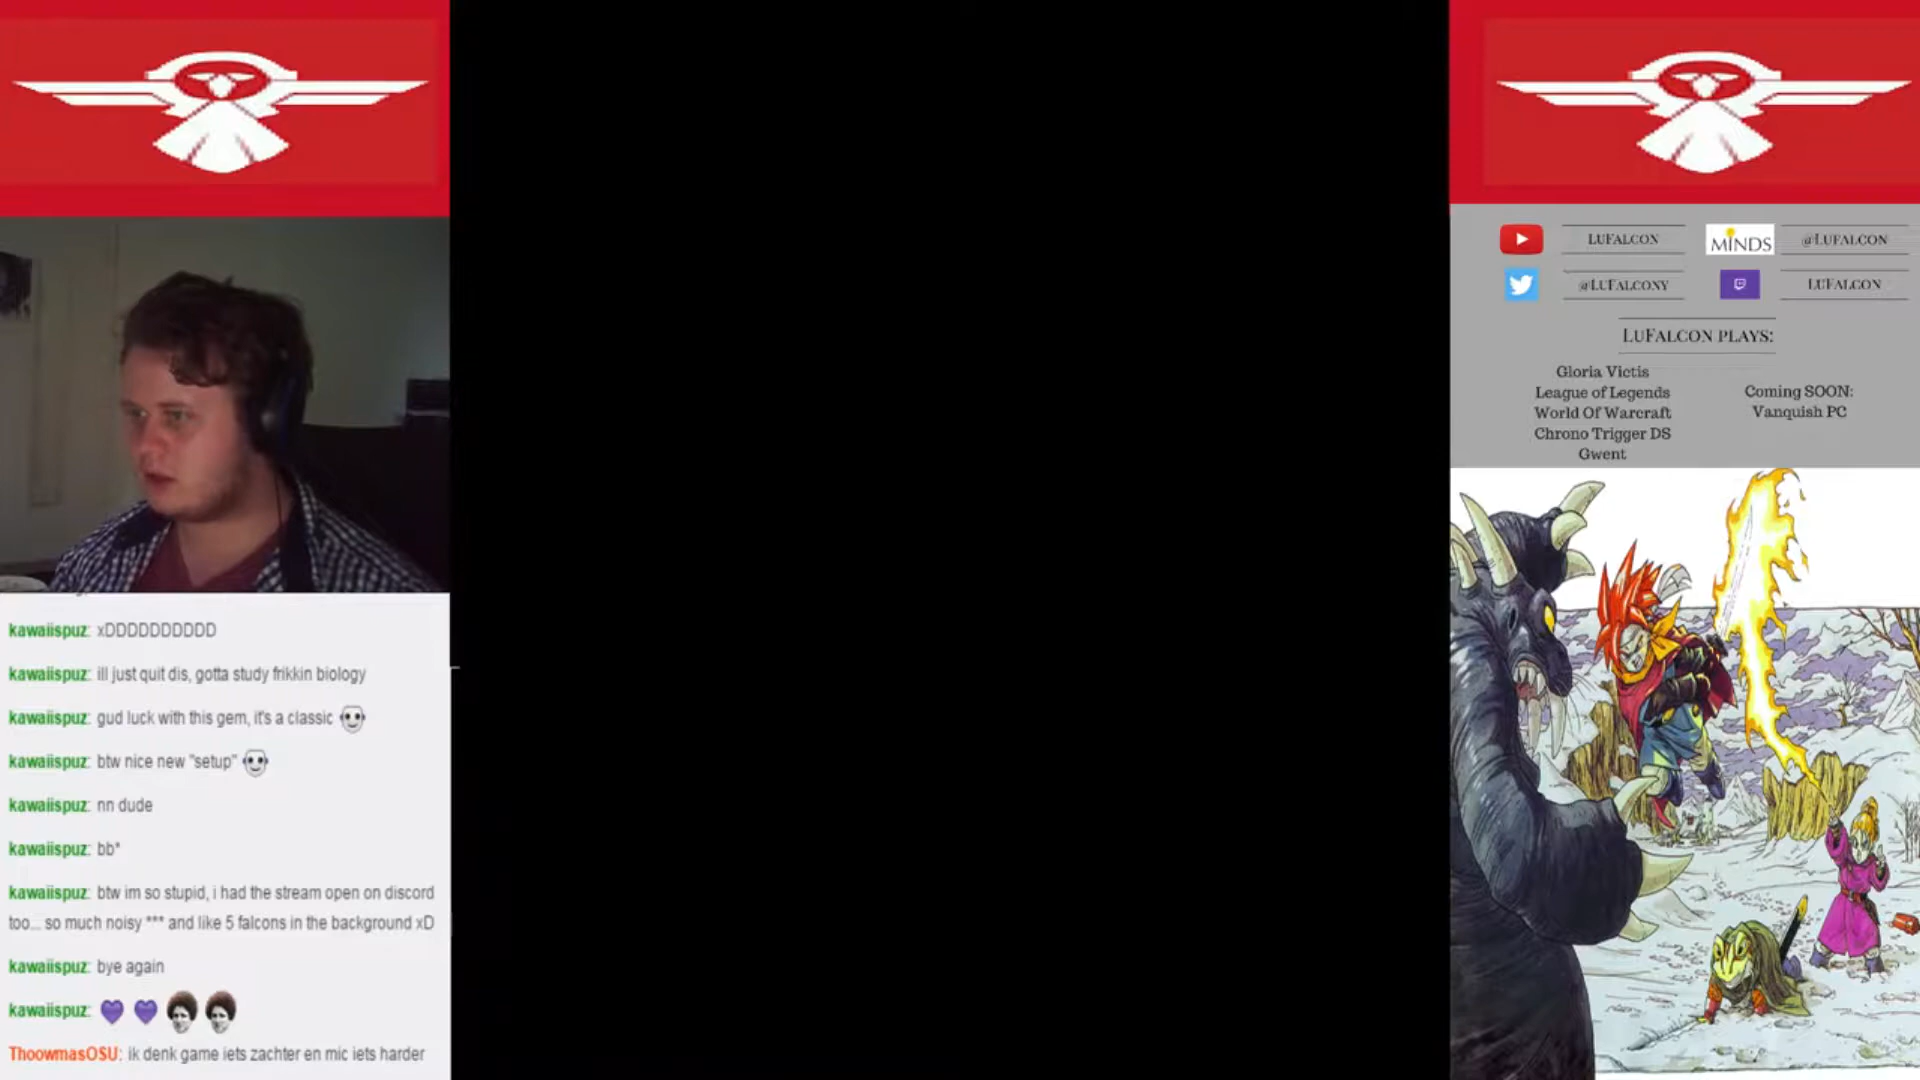 kawaiispuz: xDDDDDDDDDD
kawaiispuz: ill just quit dis, gotta study frikkin biology
kawaiispuz: gud luck with this gem, it's a classic
kawaiispuz: btw nice new "setup"
kawaiispuz: nn dude
kawaiispuz: bb*
kawaiispuz: btw im so stupid, i had the stream open on discord
too... so much noisy *** and like 5 falcons in the background xD
kawaiispuz: bye again
kawaiispuz:
ThoowmasOSU: ik denk game iets zachter en mic iets harder
LUFALCON
MINDS
@LUFALCON
@LUFALCONY
LUFALCON
LUFALCON PLAYS:
Gloria Victis
League of Legends
World Of Warcraft
Chrono Trigger DS
Gwent
Coming SOON:
Vanquish PC